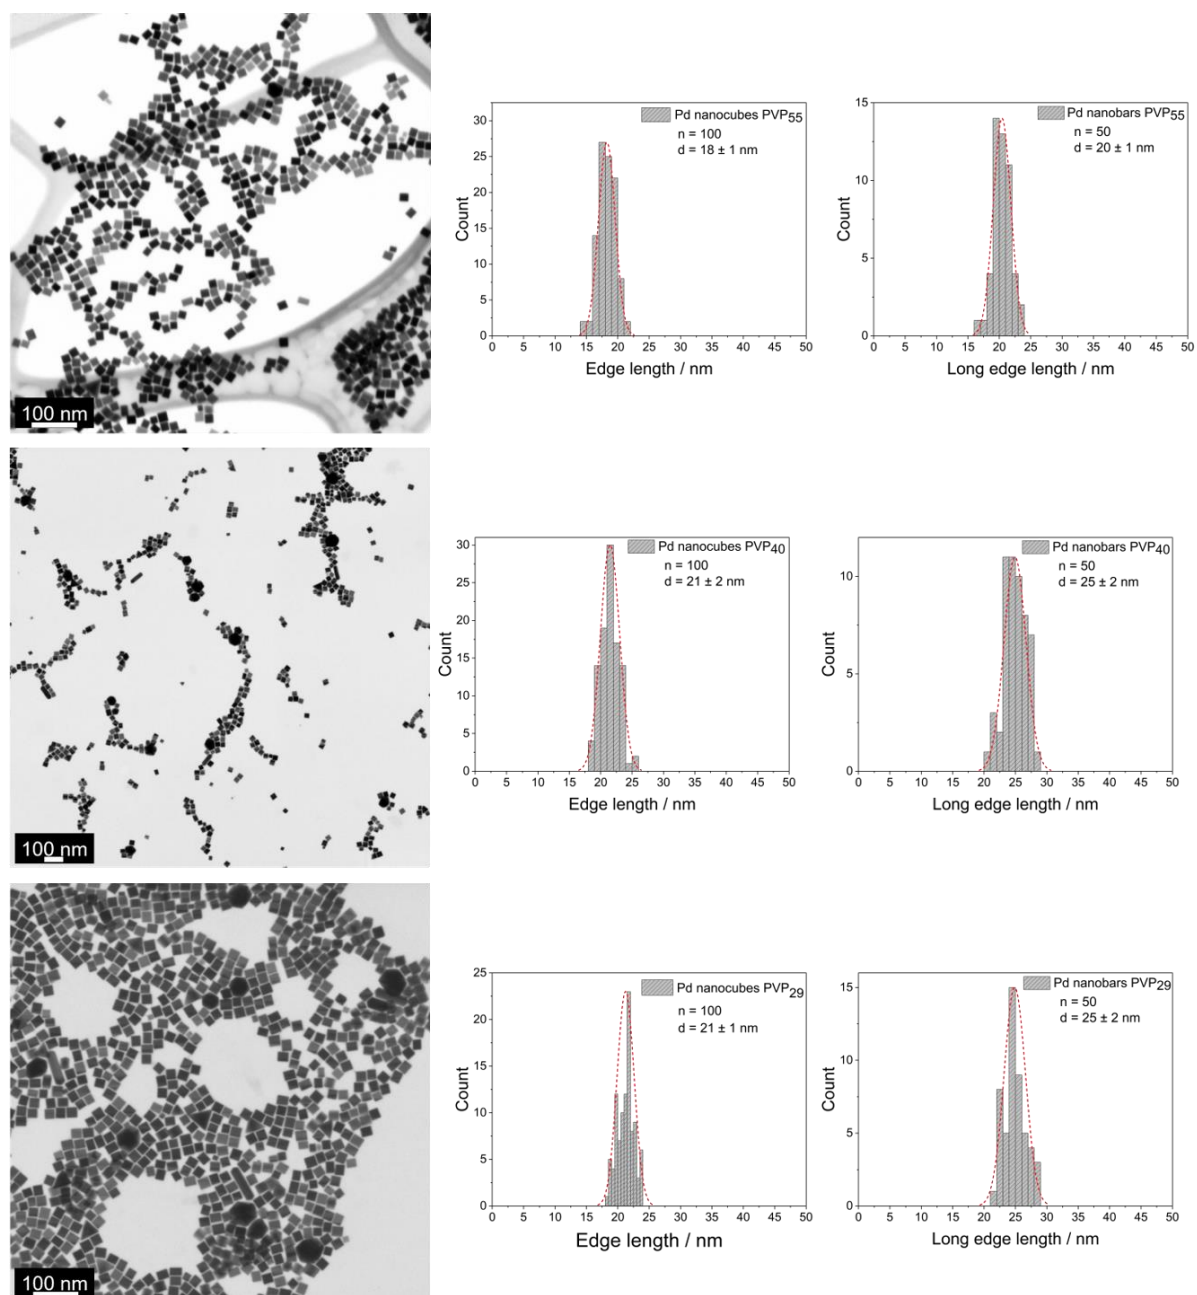 100 nm
30
25
20
15
10
5
0
Count
0 5 10 15 20 25 30 35 40 45 50
Edge length / nm
Pd nanocubes PVP55
n = 100
d = 18 ± 1 nm
15
10
5
0
Count
0 5 10 15 20 25 30 35 40 45 50
Long edge length / nm
Pd nanobars PVP55
n = 50
d = 20 ± 1 nm
100 nm
30
25
20
15
10
5
0
Count
0 5 10 15 20 25 30 35 40 45 50
Edge length / nm
Pd nanocubes PVP40
n = 100
d = 21 ± 2 nm
10
5
0
Count
0 5 10 15 20 25 30 35 40 45 50
Long edge length / nm
Pd nanobars PVP40
n = 50
d = 25 ± 2 nm
100 nm
25
20
15
10
5
0
Count
0 5 10 15 20 25 30 35 40 45 50
Edge length / nm
Pd nanocubes PVP29
n = 100
d = 21 ± 1 nm
15
10
5
0
Count
0 5 10 15 20 25 30 35 40 45 50
Long edge length / nm
Pd nanobars PVP29
n = 50
d = 25 ± 2 nm